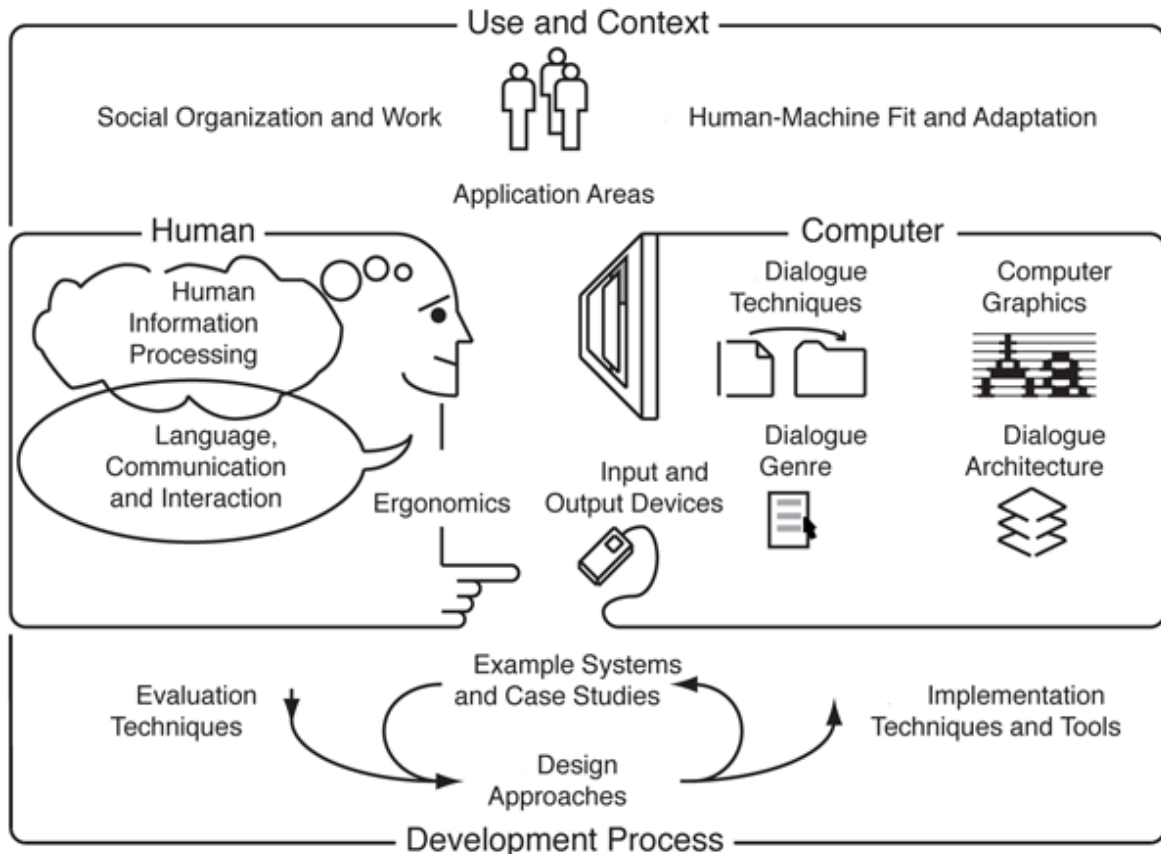 Use and Context
Social Organization and Work
Human-Machine Fit and Adaptation
Application Areas
Human
Human
Information
Processing
Language,
Communication
and Interaction
Ergonomics
Computer
Dialogue
Techniques
Computer
Graphics
Dialogue
Genre
Dialogue
Architecture
Input and
Output Devices
Example Systems
and Case Studies
Evaluation
Techniques
Implementation
Techniques and Tools
Design
Approaches
Development Process